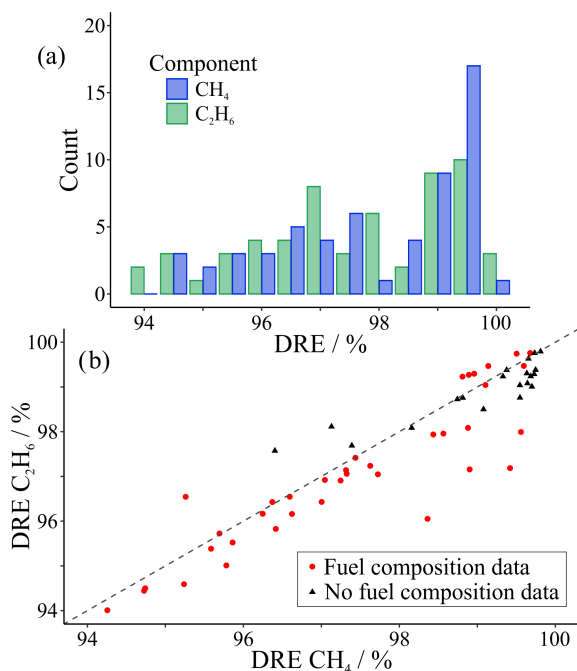 (a)
Component
CH₄
C₂H₆
Count
20
15
10
5
0
94
96
98
100
DRE / %
(b)
DRE C₂H₆ / %
100
98
96
94
Fuel composition data
No fuel composition data
94
96
98
100
DRE CH₄ / %